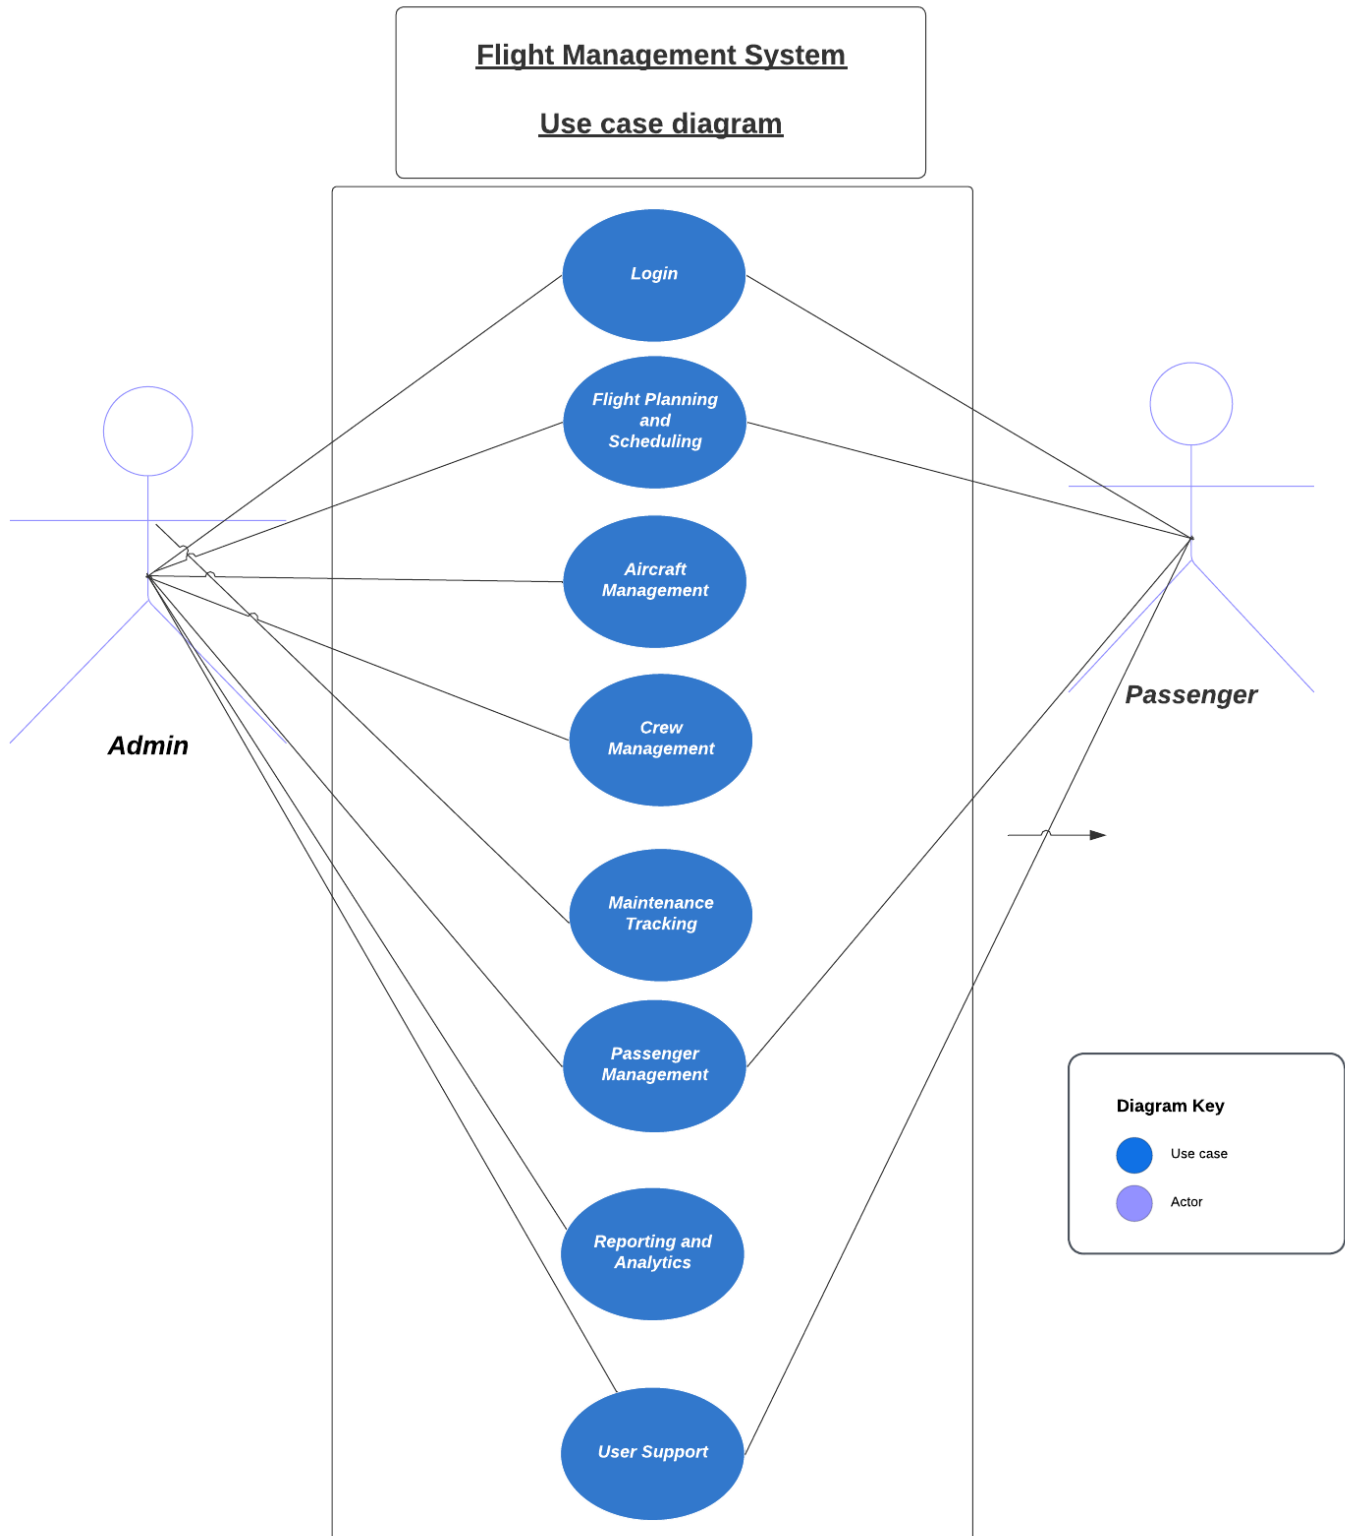 Flight Management System
Use case diagram
Login
Flight Planning
and
Scheduling
Aircraft
Management
Crew
Management
Passenger
Admin
Maintenance
Tracking
Passenger
Management
Diagram Key
Use case
Actor
Reporting and
Analytics
User Support